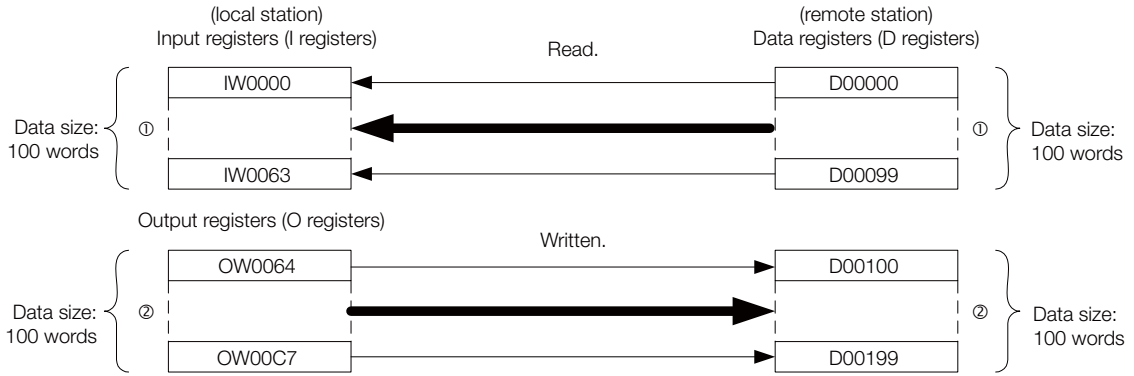 (local station)
Input registers (I registers)
(remote station)
Data registers (D registers)
Read.
IW0000
D00000
Data size:
100 words
①
①
Data size:
100 words
IW0063
D00099
Output registers (O registers)
Written.
OW0064
D00100
Data size:
100 words
②
②
Data size:
100 words
OW00C7
D00199